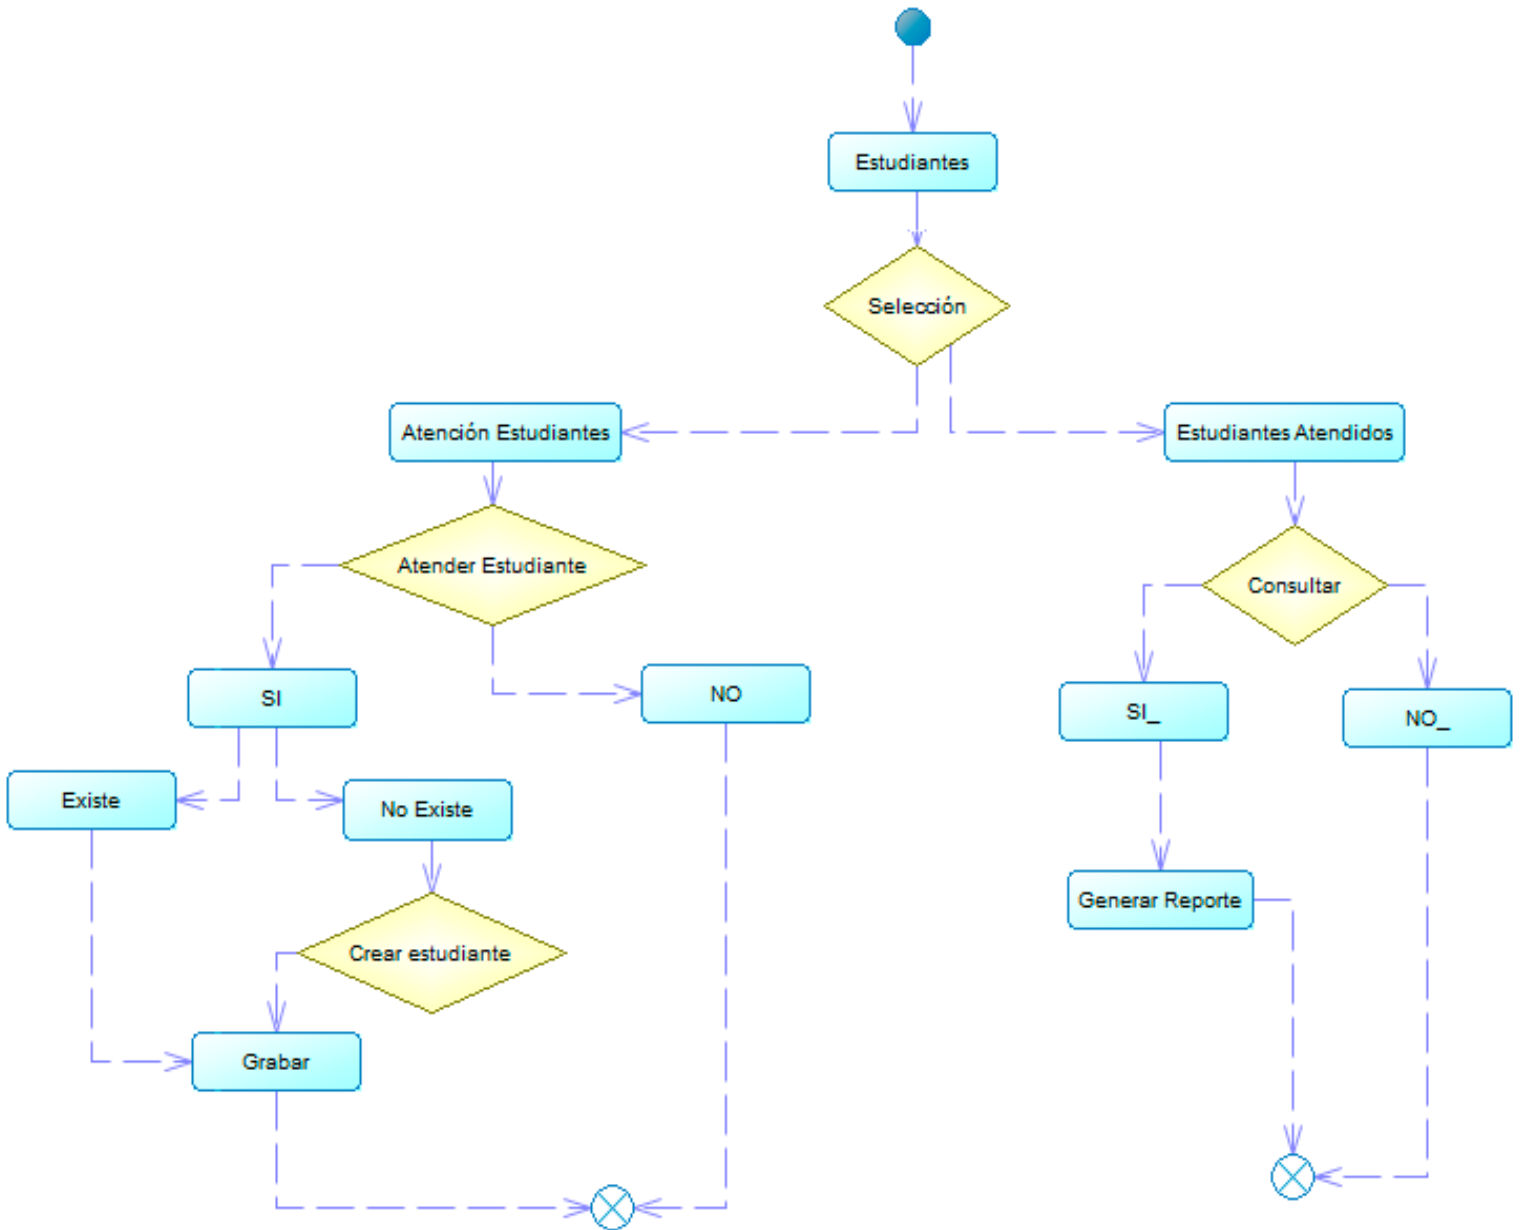 Estudiantes
Selección
Atención Estudiantes
Estudiantes Atendidos
Atender Estudiante
Consultar
SI
NO
SI_
NO_
Existe
No Existe
Generar Reporte
Crear estudiante
Grabar